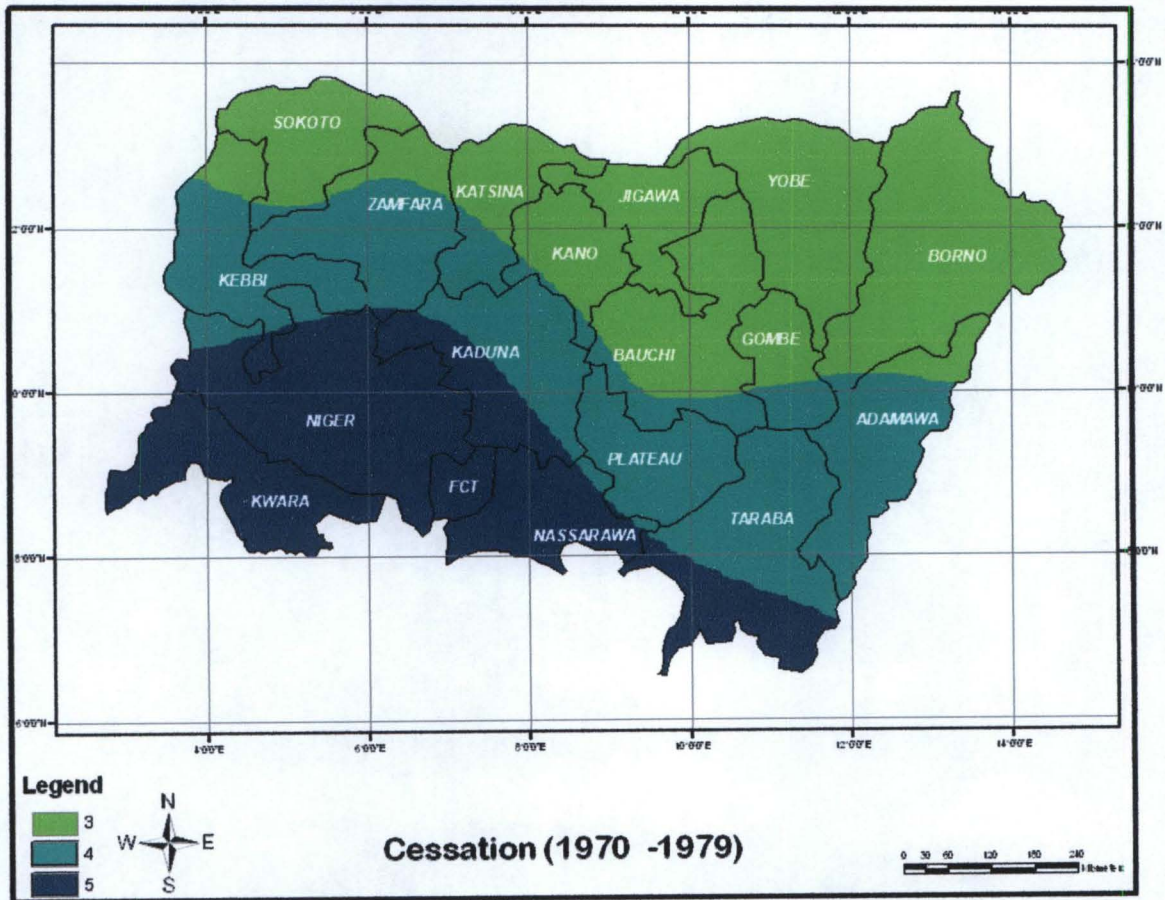 SOKOTO
KATSINA
JIGAWA
YOBE
ZAMFARA
KANO
BORNO
KEBBI
KADUNA
BAUCHI
GOMBE
NIGER
ADAMAWA
PLATEAU
FCT
KWARA
TARABA
NASSARAWA
4°0'0"E 6°0'0"E 8°0'0"E 10°0'0"E 12°0'0"E 14°0'0"E
Legend
3
4
5
N
W E
S
Cessation (1970 -1979)
0 30 60 120 180 240